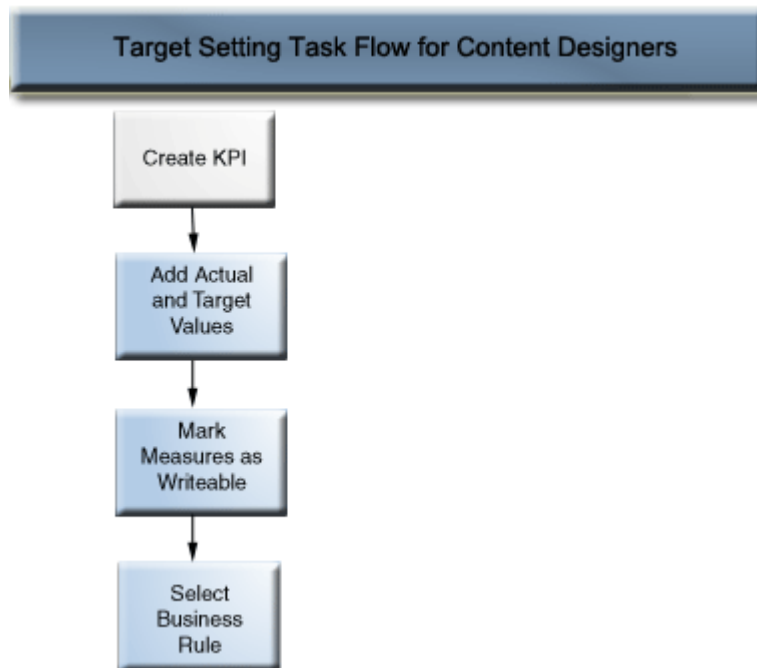 Target Setting Task Flow for Content Designers
Create KPI
Add Actual
and Target
Values
Mark
Measures as
Writeable
Select
Business
Rule